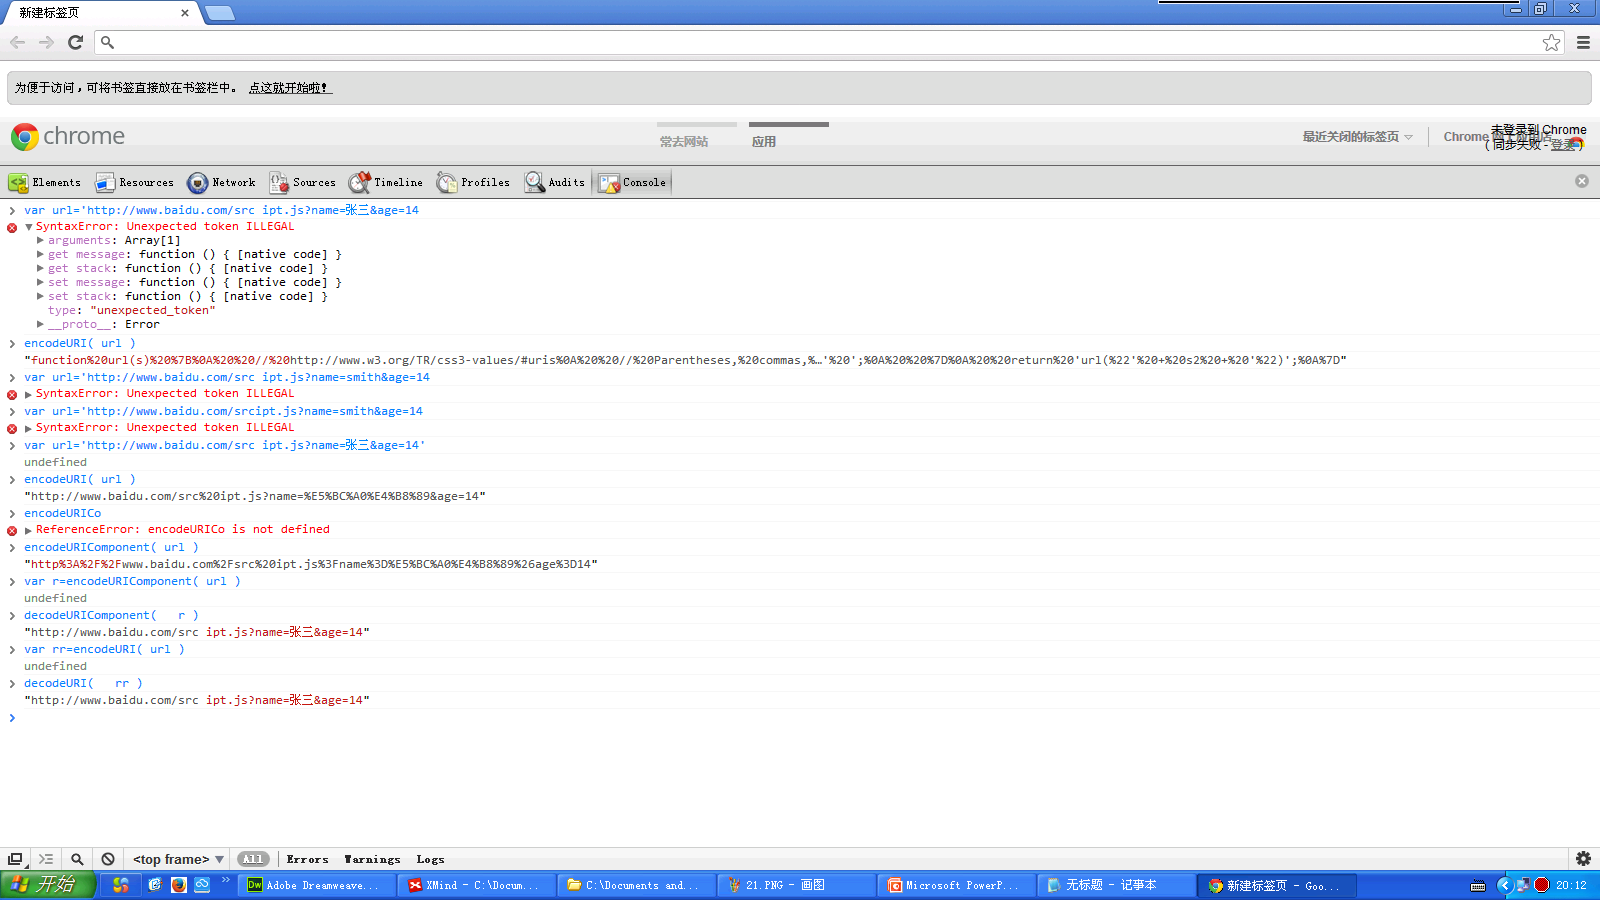 新建标签页
为便于访问，可将书签直接放在书签栏中。 点这就开始啦！
chrome
常去网站 应用 最近关闭的标签页 Chrome
未登录到 Chrome
(同步失败 - 登录)
Elements Resources Network Sources Timeline Profiles Audits Console
var url='http://www.baidu.com/src ipt.js?name=张三&age=14
SyntaxError: Unexpected token ILLEGAL
arguments: Array[1]
get message: function () { [native code] }
get stack: function () { [native code] }
set message: function () { [native code] }
set stack: function () { [native code] }
type: "unexpected_token"
__proto__: Error
encodeURI( url )
"function%20url(s)%20%7B%0A%20%20//%20http://www.w3.org/TR/css3-values/#uris%0A%20%20//%20Parentheses,%20commas,%…'%20';%0A%20%20%7D%0A%20%20return%20'url(%22'%20+%20s2%20+%20'%22)';%0A%7D"
var url='http://www.baidu.com/src ipt.js?name=smith&age=14
SyntaxError: Unexpected token ILLEGAL
var url='http://www.baidu.com/srcipt.js?name=smith&age=14
SyntaxError: Unexpected token ILLEGAL
var url='http://www.baidu.com/src ipt.js?name=张三&age=14'
undefined
encodeURI( url )
"http://www.baidu.com/src%20ipt.js?name=%E5%BC%A0%E4%B8%89&age=14"
encodeURICo
ReferenceError: encodeURICo is not defined
encodeURIComponent( url )
"http%3A%2F%2Fwww.baidu.com%2Fsrc%20ipt.js%3Fname%3D%E5%BC%A0%E4%B8%89%26age%3D14"
var r=encodeURIComponent( url )
undefined
decodeURIComponent(   r )
"http://www.baidu.com/src ipt.js?name=张三&age=14"
var rr=encodeURI( url )
undefined
decodeURI(   rr )
"http://www.baidu.com/src ipt.js?name=张三&age=14"
<top frame> All Errors Warnings Logs
开始 Adobe Dreamweave... XMind - C:\Docum... C:\Documents and... 21.PNG - 画图 Microsoft PowerP... 无标题 - 记事本 新建标签页 - Goo... 20:12